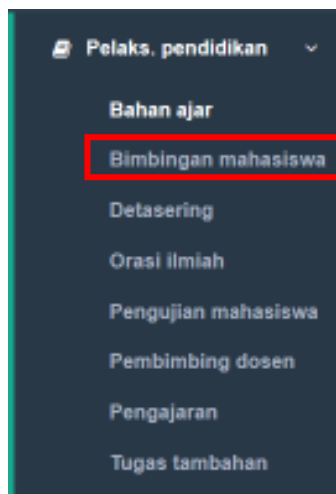 Pelaks. pendidikan
Bahan ajar
Bimbingan mahasiswa
Detasering
Orasi ilmiah
Pengujian mahasiswa
Pembimbing dosen
Pengajaran
Tugas tambahan